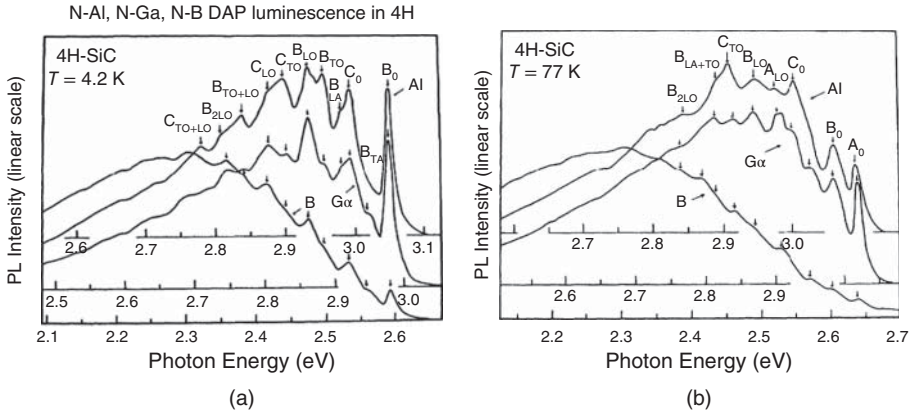 N-Al, N-Ga, N-B DAP luminescence in 4H
4H-SiC
T = 4.2 K
C_TO+LO
B_2LO
B_TO+LO
C_LO
C_TO
B_LO
B_TO
B_LA
C_0
B_0
Al
B_TA
Gα
B
2.6 2.7 2.8 2.9 3.0 3.1
2.5 2.6 2.7 2.8 2.9 3.0
2.1 2.2 2.3 2.4 2.5 2.6
PL Intensity (linear scale)
Photon Energy (eV)
(a)
4H-SiC
T = 77 K
B_2LO
B_LA+TO
C_TO
B_LO
A_LO
C_0
Al
B_0
A_0
Gα
B
2.7 2.8 2.9 3.0
2.6 2.7 2.8 2.9
2.2 2.3 2.4 2.5 2.6 2.7
PL Intensity (linear scale)
Photon Energy (eV)
(b)